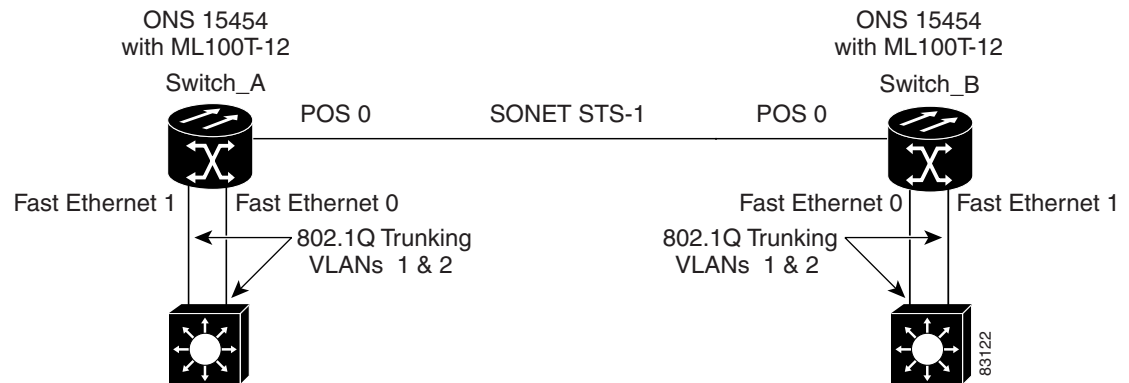 ONS 15454
with ML100T-12
Switch_A
ONS 15454
with ML100T-12
Switch_B
POS 0
SONET STS-1
POS 0
Fast Ethernet 1
Fast Ethernet 0
Fast Ethernet 0
Fast Ethernet 1
802.1Q Trunking
VLANs 1 & 2
802.1Q Trunking
VLANs 1 & 2
83122